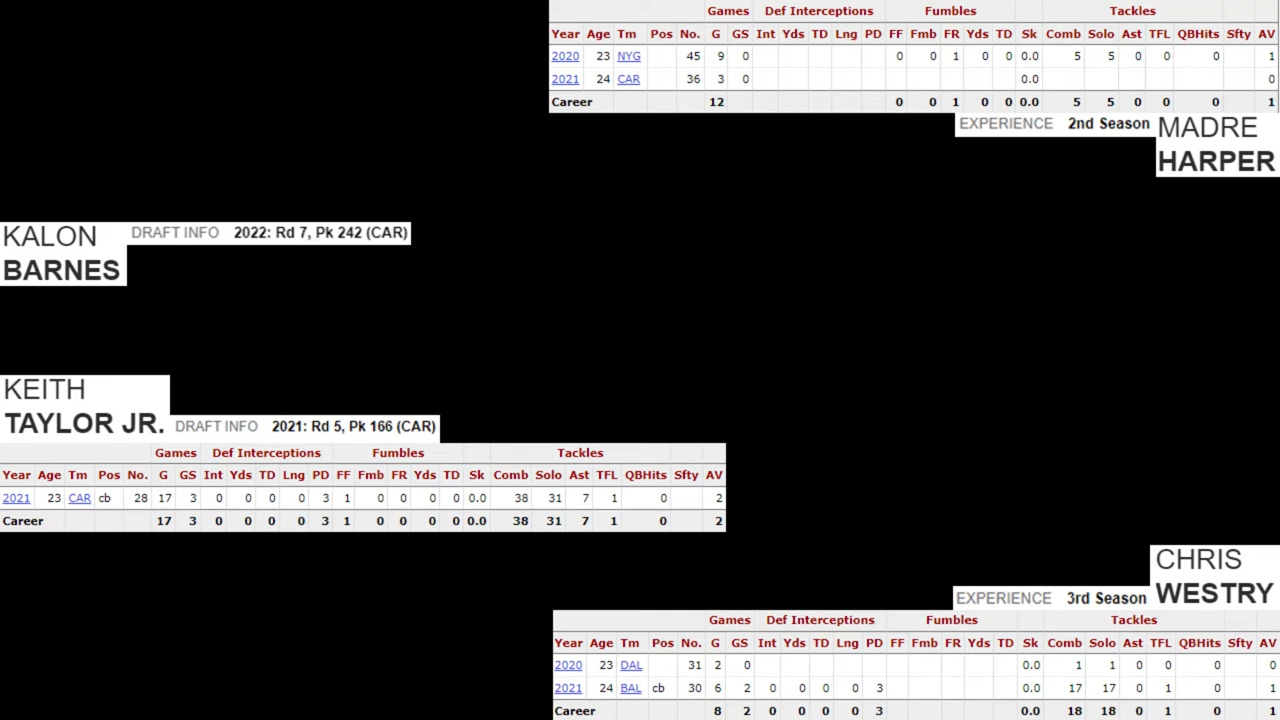 Games Def Interceptions Fumbles Tackles
Year Age Tm Pos No. G GS Int Yds TD Lng PD FF Fmb FR Yds TD Sk Comb Solo Ast TFL QBHits Sfty AV
2020 23 NYG 45 9 0 0 0 1 0 0 0.0 5 5 0 0 0 1
2021 24 CAR 36 3 0 0.0 0
Career 12 0 0 1 0 0 0.0 5 5 0 0 0 1
EXPERIENCE 2nd Season
MADRE
HARPER
KALON
BARNES
DRAFT INFO 2022: Rd 7, Pk 242 (CAR)
KEITH
TAYLOR JR.
DRAFT INFO 2021: Rd 5, Pk 166 (CAR)
Games Def Interceptions Fumbles Tackles
Year Age Tm Pos No. G GS Int Yds TD Lng PD FF Fmb FR Yds TD Sk Comb Solo Ast TFL QBHits Sfty AV
2021 23 CAR cb 28 17 3 0 0 0 0 3 1 0 0 0 0 0.0 38 31 7 1 0 2
Career 17 3 0 0 0 0 3 1 0 0 0 0 0.0 38 31 7 1 0 2
CHRIS
WESTRY
EXPERIENCE 3rd Season
Games Def Interceptions Fumbles Tackles
Year Age Tm Pos No. G GS Int Yds TD Lng PD FF Fmb FR Yds TD Sk Comb Solo Ast TFL QBHits Sfty AV
2020 23 DAL 31 2 0 0.0 1 1 0 0 0 0
2021 24 BAL cb 30 6 2 0 0 0 0 3 0.0 17 17 0 1 0 1
Career 8 2 0 0 0 0 3 0.0 18 18 0 1 0 1